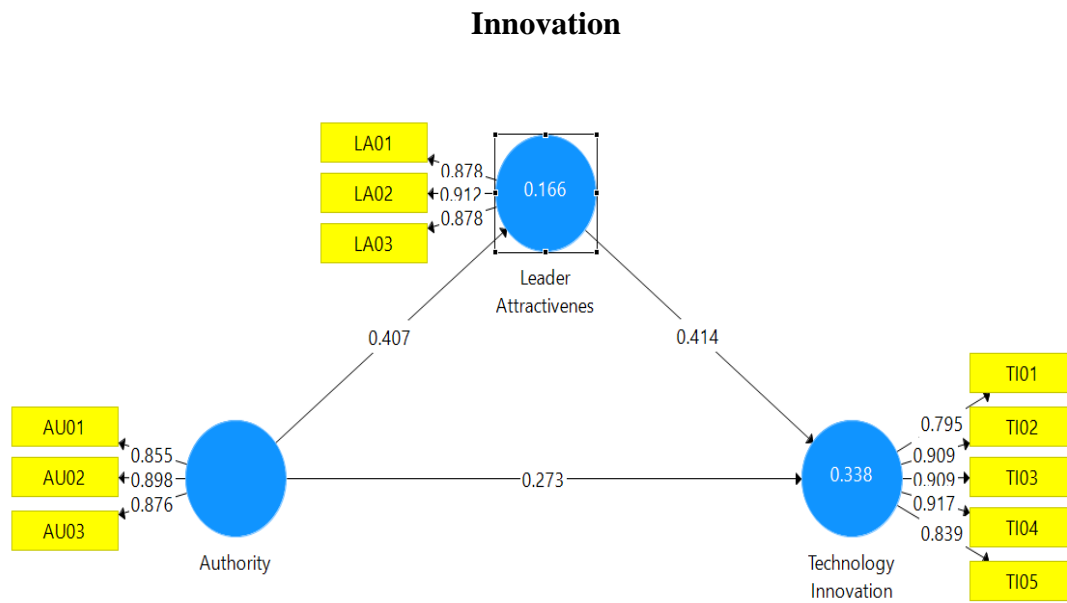 Innovation
LA01
LA02
LA03
0.878
0.912
0.878
0.166
Leader
Attractivenes
0.407
0.414
AU01
AU02
AU03
0.855
0.898
0.876
Authority
0.273
0.338
Technology
Innovation
0.795
0.909
0.909
0.917
0.839
TI01
TI02
TI03
TI04
TI05